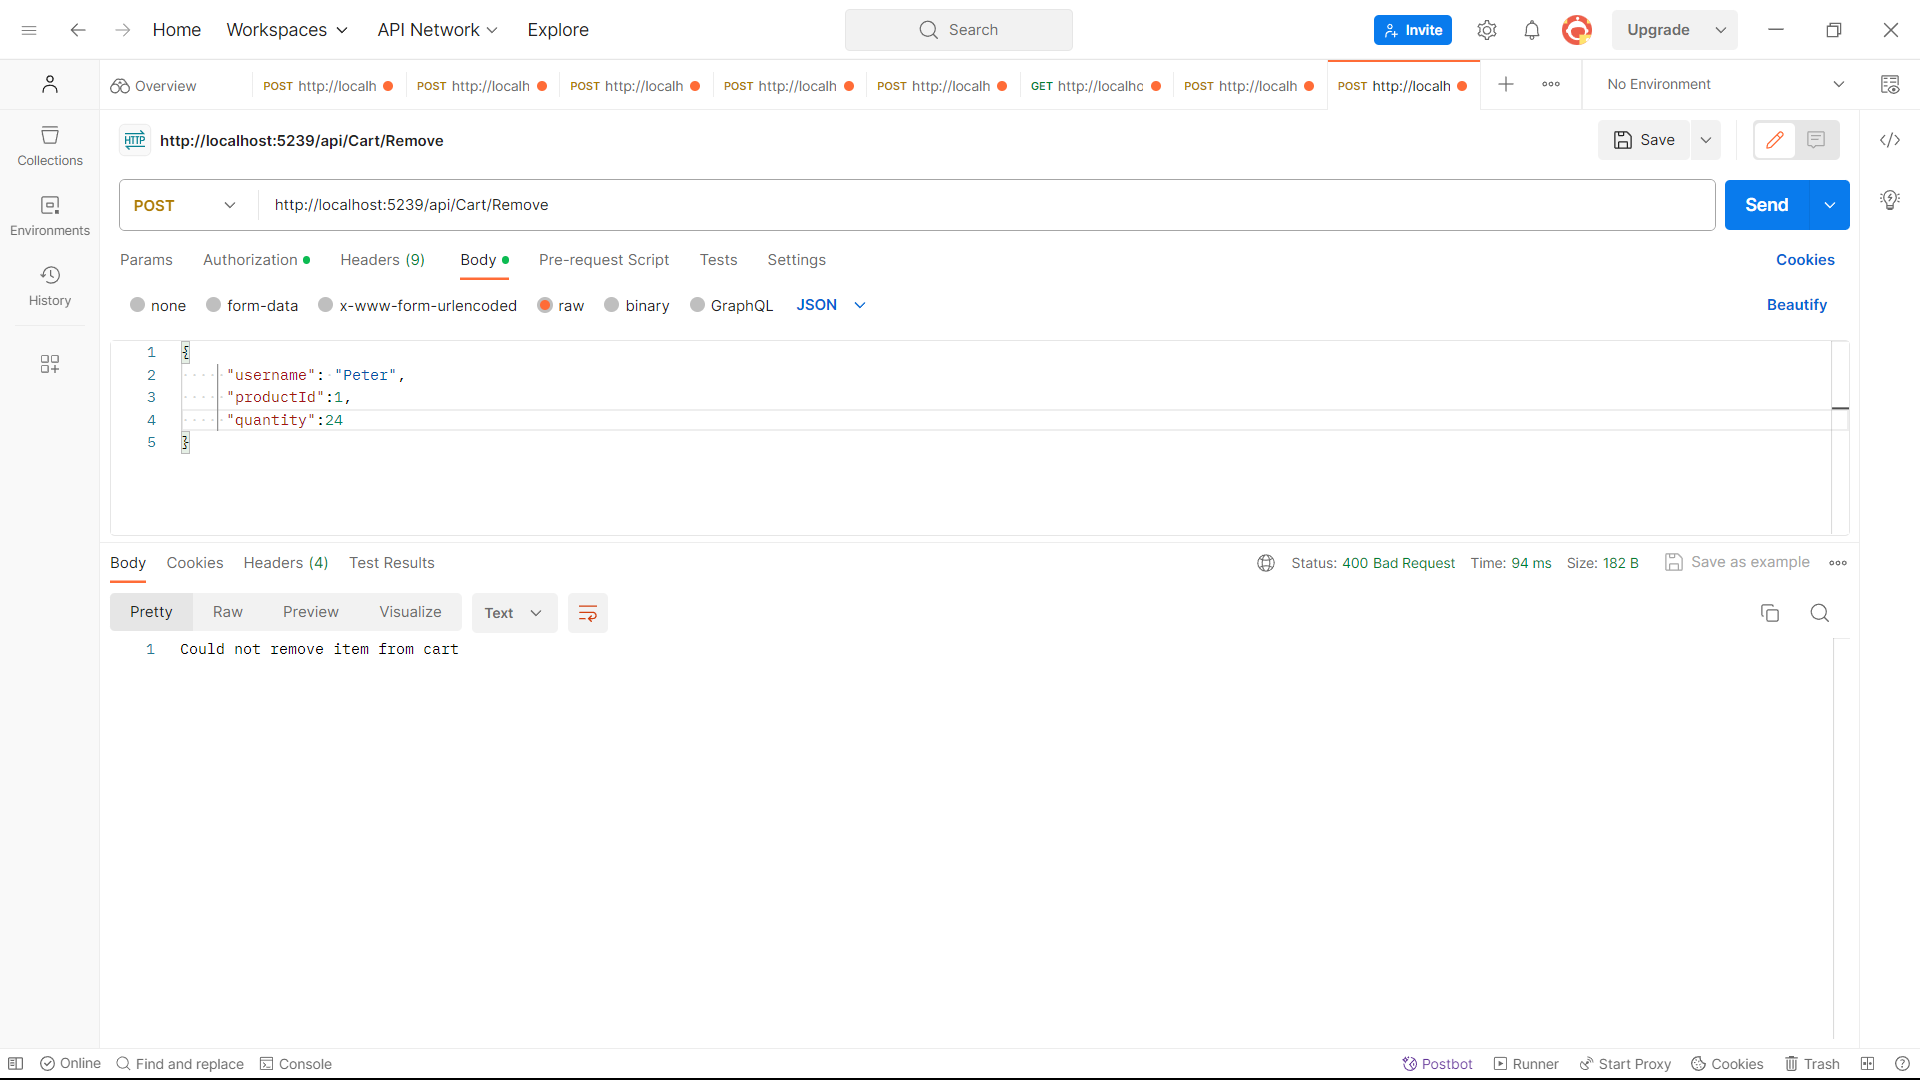 Home Workspaces API Network Explore Search Invite Upgrade
Overview POST http://localh POST http://localh POST http://localh POST http://localh POST http://localh GET http://localhc POST http://localh POST http://localh No Environment
HTTP http://localhost:5239/api/Cart/Remove Save
Collections
POST http://localhost:5239/api/Cart/Remove Send
Environments
Params Authorization Headers (9) Body Pre-request Script Tests Settings Cookies
History
none form-data x-www-form-urlencoded raw binary GraphQL JSON Beautify
1 {
2 "username": "Peter",
3 "productId":1,
4 "quantity":24
5 }
Body Cookies Headers (4) Test Results Status: 400 Bad Request Time: 94 ms Size: 182 B Save as example
Pretty Raw Preview Visualize Text
1 Could not remove item from cart
Online Find and replace Console Postbot Runner Start Proxy Cookies Trash